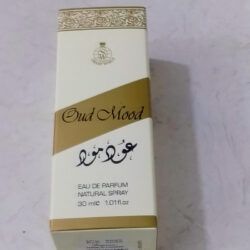 Oud Mood
عود مود
EAU DE PARFUM
NATURAL SPRAY
30 ml℮ 1.01fl.oz